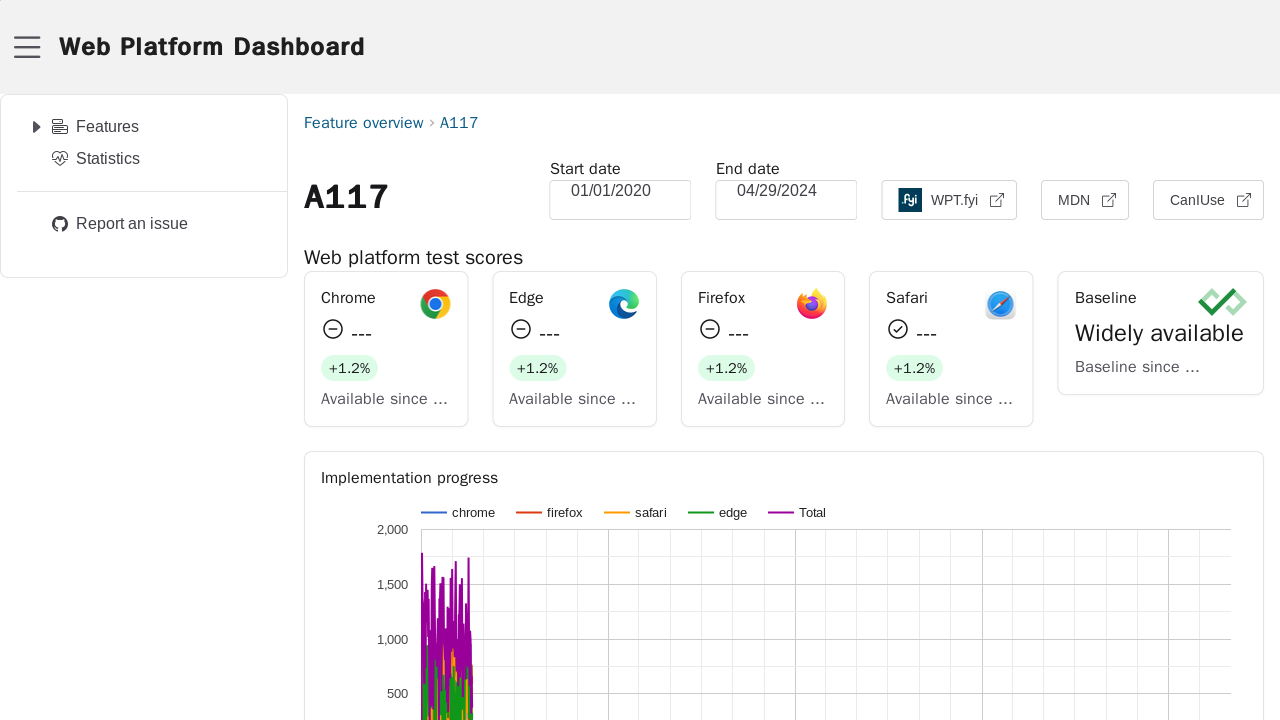 Web Platform Dashboard
Features
Statistics
Report an issue
Feature overview › A117
A117
Start date
01/01/2020
End date
04/29/2024
.fyi WPT.fyi
MDN
CanIUse
Web platform test scores
Chrome
---
+1.2%
Available since ...
Edge
---
+1.2%
Available since ...
Firefox
---
+1.2%
Available since ...
Safari
---
+1.2%
Available since ...
Baseline
Widely available
Baseline since ...
Implementation progress
chrome firefox safari edge Total
2,000
1,500
1,000
500